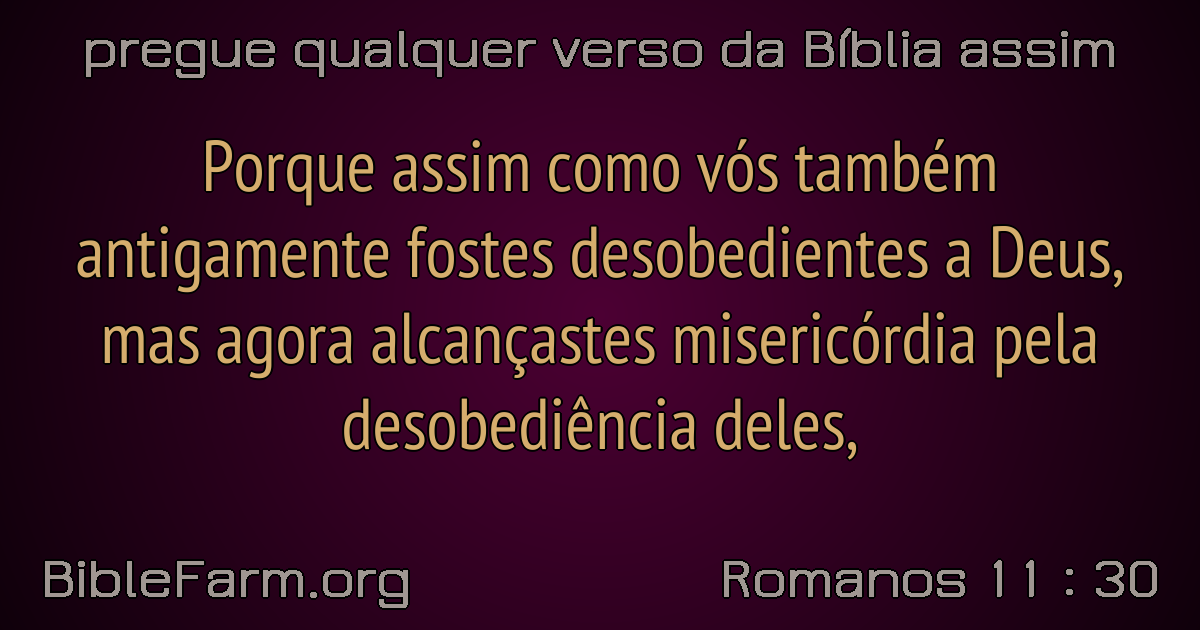 pregue qualquer verso da Bíblia assim
Porque assim como vós também
antigamente fostes desobedientes a Deus,
mas agora alcançastes misericórdia pela
desobediência deles,
BibleFarm.org
Romanos 11 : 30